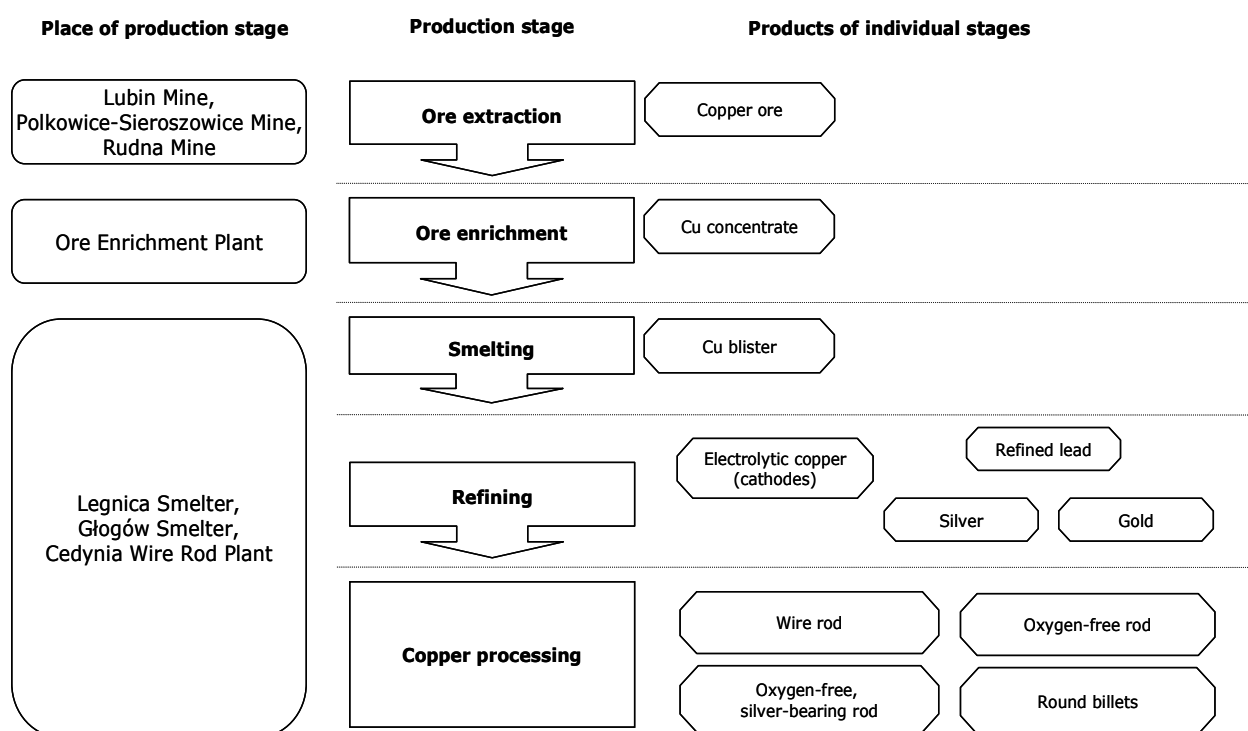 Place of production stage
Production stage
Products of individual stages
Lubin Mine,
Polkowice-Sieroszowice Mine,
Rudna Mine
Ore extraction
Copper ore
Ore Enrichment Plant
Ore enrichment
Cu concentrate
Legnica Smelter,
Głogów Smelter,
Cedynia Wire Rod Plant
Smelting
Cu blister
Refining
Electrolytic copper
(cathodes)
Refined lead
Silver
Gold
Copper processing
Wire rod
Oxygen-free rod
Oxygen-free,
silver-bearing rod
Round billets